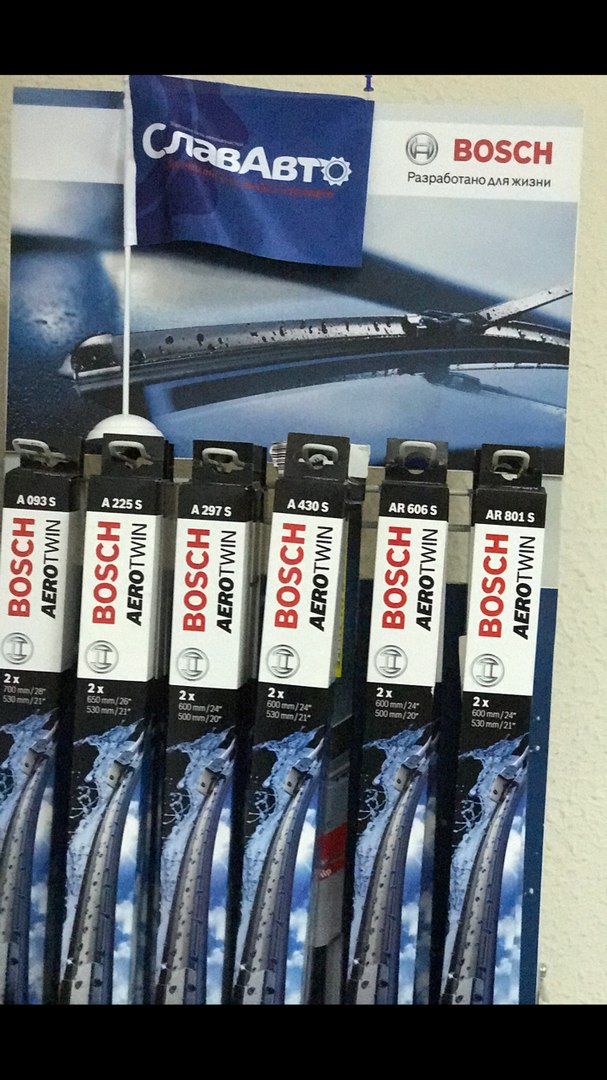 СлавАвто
BOSCH
Разработано для жизни
A 093 S
BOSCH
AEROTWIN
2 x
700 mm/28"
530 mm/21"
A 225 S
BOSCH
AEROTWIN
2 x
650 mm/26"
530 mm/21"
A 297 S
BOSCH
AEROTWIN
2 x
600 mm/24"
500 mm/20"
A 430 S
BOSCH
AEROTWIN
2 x
600 mm/24"
530 mm/21"
AR 606 S
BOSCH
AEROTWIN
2 x
600 mm/24"
500 mm/20"
AR 801 S
BOSCH
AEROTWIN
2 x
600 mm/24"
530 mm/21"